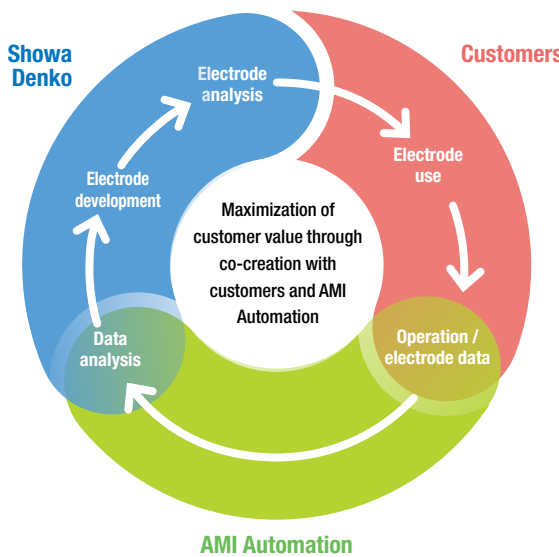 Showa
Denko
Customers
Electrode
analysis
Electrode
use
Electrode
development
Maximization of
customer value through
co-creation with
customers and AMI
Automation
Data
analysis
Operation /
electrode data
AMI Automation